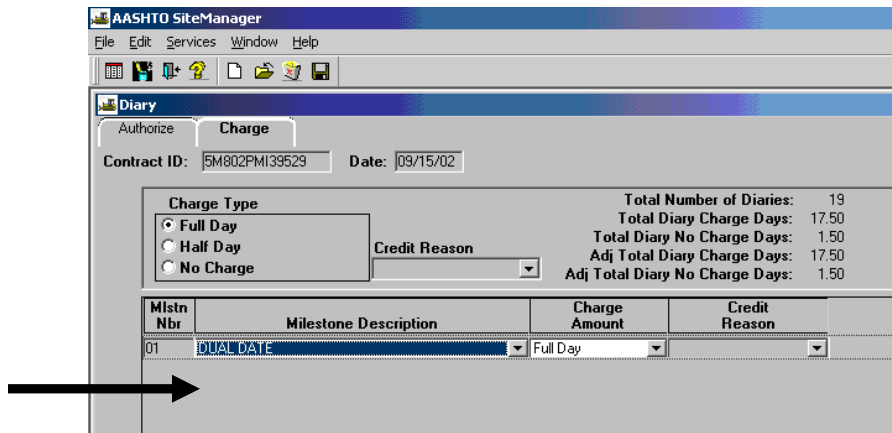 AASHTO SiteManager
File Edit Services Window Help
Diary
Authorize Charge
Contract ID: 5M802PMI39529 Date: 09/15/02
Charge Type
Full Day
Half Day
No Charge
Credit Reason
Total Number of Diaries: 19
Total Diary Charge Days: 17.50
Total Diary No Charge Days: 1.50
Adj Total Diary Charge Days: 17.50
Adj Total Diary No Charge Days: 1.50
Mlstn Nbr Milestone Description Charge Amount Credit Reason
01 DUAL DATE Full Day